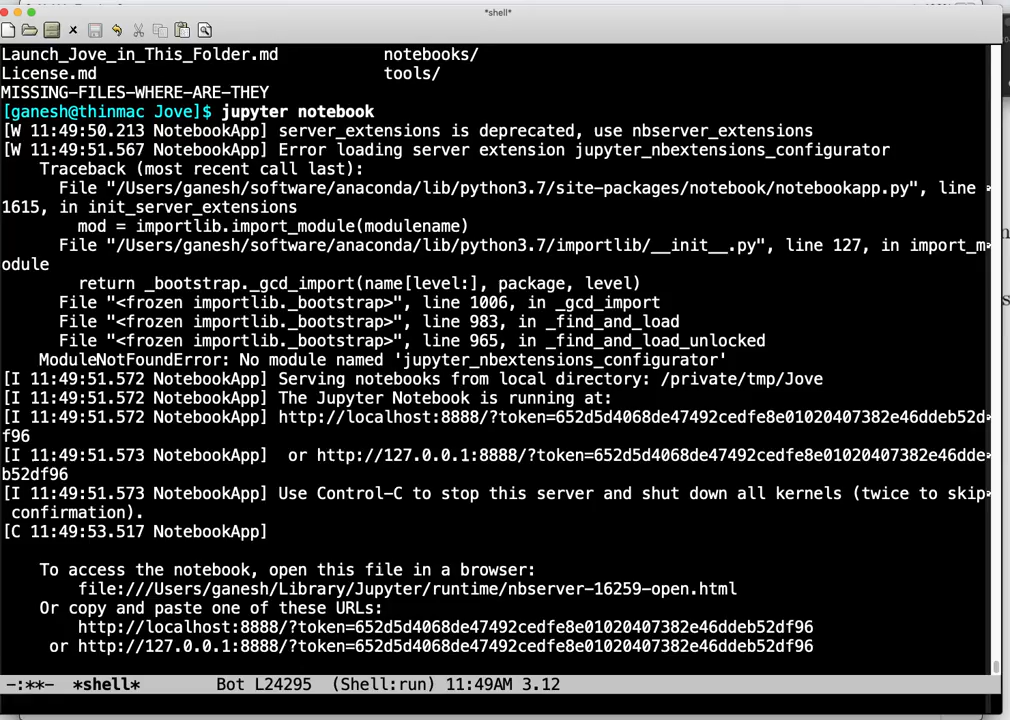 *shell*
Launch_Jove_in_This_Folder.md notebooks/
License.md tools/
MISSING-FILES-WHERE-ARE-THEY
[ganesh@thinmac Jove]$ jupyter notebook
[W 11:49:50.213 NotebookApp] server_extensions is deprecated, use nbserver_extensions
[W 11:49:51.567 NotebookApp] Error loading server extension jupyter_nbextensions_configurator
Traceback (most recent call last):
File "/Users/ganesh/software/anaconda/lib/python3.7/site-packages/notebook/notebookapp.py", line
1615, in init_server_extensions
mod = importlib.import_module(modulename)
File "/Users/ganesh/software/anaconda/lib/python3.7/importlib/__init__.py", line 127, in import_m
odule
return _bootstrap._gcd_import(name[level:], package, level)
File "<frozen importlib._bootstrap>", line 1006, in _gcd_import
File "<frozen importlib._bootstrap>", line 983, in _find_and_load
File "<frozen importlib._bootstrap>", line 965, in _find_and_load_unlocked
ModuleNotFoundError: No module named 'jupyter_nbextensions_configurator'
[I 11:49:51.572 NotebookApp] Serving notebooks from local directory: /private/tmp/Jove
[I 11:49:51.572 NotebookApp] The Jupyter Notebook is running at:
[I 11:49:51.572 NotebookApp] http://localhost:8888/?token=652d5d4068de47492cedfe8e01020407382e46ddeb52d
f96
[I 11:49:51.573 NotebookApp]  or http://127.0.0.1:8888/?token=652d5d4068de47492cedfe8e01020407382e46dde
b52df96
[I 11:49:51.573 NotebookApp] Use Control-C to stop this server and shut down all kernels (twice to skip
confirmation).
[C 11:49:53.517 NotebookApp]
To access the notebook, open this file in a browser:
file:///Users/ganesh/Library/Jupyter/runtime/nbserver-16259-open.html
Or copy and paste one of these URLs:
http://localhost:8888/?token=652d5d4068de47492cedfe8e01020407382e46ddeb52df96
or http://127.0.0.1:8888/?token=652d5d4068de47492cedfe8e01020407382e46ddeb52df96
-:**- *shell* Bot L24295 (Shell:run) 11:49AM 3.12